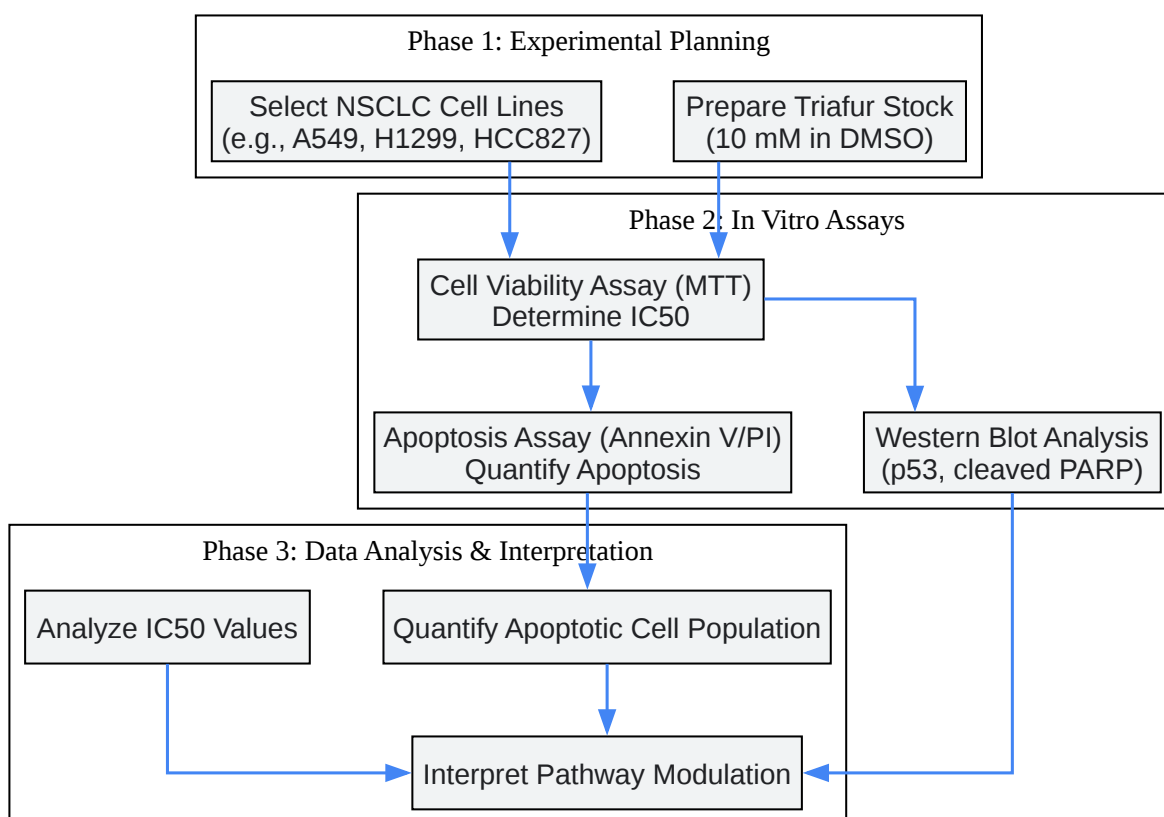 Phase 1: Experimental Planning
Select NSCLC Cell Lines
(e.g., A549, H1299, HCC827)
Prepare Triafur Stock
(10 mM in DMSO)
Phase 2: In Vitro Assays
Cell Viability Assay (MTT)
Determine IC50
Apoptosis Assay (Annexin V/PI)
Quantify Apoptosis
Western Blot Analysis
(p53, cleaved PARP)
Phase 3: Data Analysis & Interpretation
Analyze IC50 Values
Quantify Apoptotic Cell Population
Interpret Pathway Modulation